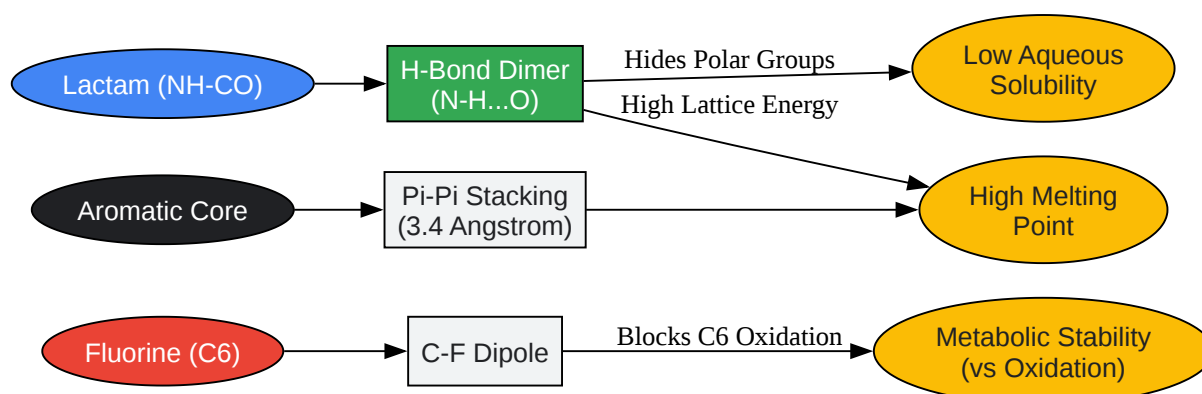 Lactam (NH-CO)
H-Bond Dimer
(N-H...O)
Hides Polar Groups
High Lattice Energy
Low Aqueous
Solubility
Aromatic Core
Pi-Pi Stacking
(3.4 Angstrom)
High Melting
Point
Fluorine (C6)
C-F Dipole
Blocks C6 Oxidation
Metabolic Stability
(vs Oxidation)